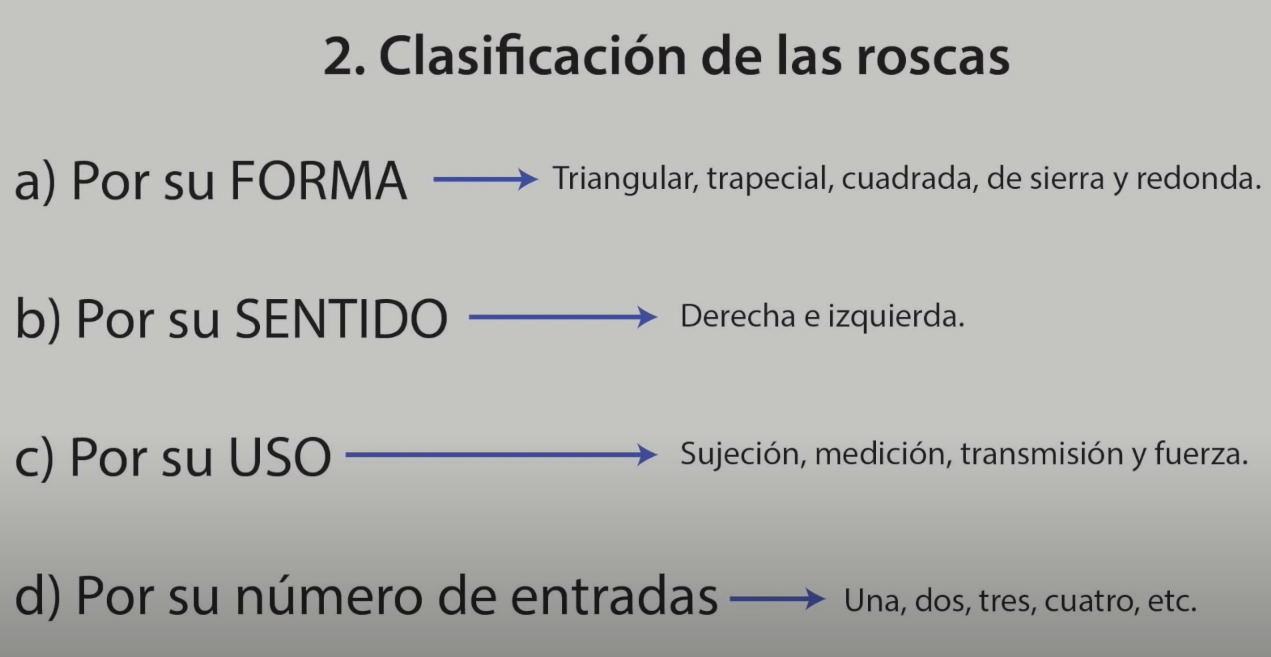 2. Clasificación de las roscas
a) Por su FORMA Triangular, trapecial, cuadrada, de sierra y redonda.
b) Por su SENTIDO Derecha e izquierda.
c) Por su USO Sujeción, medición, transmisión y fuerza.
d) Por su número de entradas Una, dos, tres, cuatro, etc.